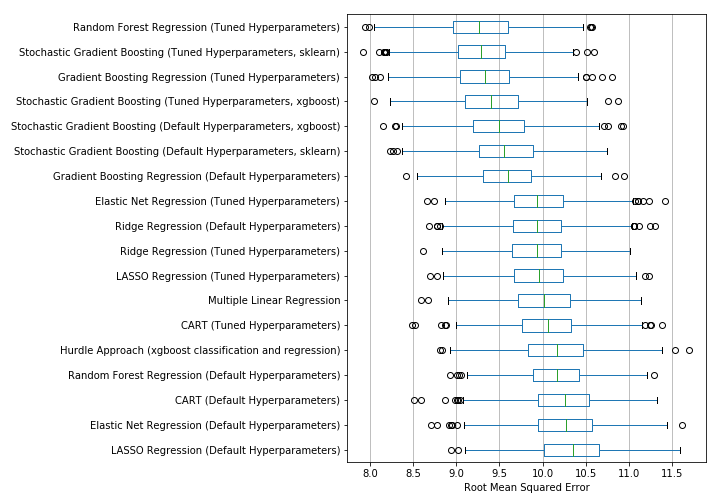 Random Forest Regression (Tuned Hyperparameters)
Stochastic Gradient Boosting (Tuned Hyperparameters, sklearn)
Gradient Boosting Regression (Tuned Hyperparameters)
Stochastic Gradient Boosting (Tuned Hyperparameters, xgboost)
Stochastic Gradient Boosting (Default Hyperparameters, xgboost)
Stochastic Gradient Boosting (Default Hyperparameters, sklearn)
Gradient Boosting Regression (Default Hyperparameters)
Elastic Net Regression (Tuned Hyperparameters)
Ridge Regression (Default Hyperparameters)
Ridge Regression (Tuned Hyperparameters)
LASSO Regression (Tuned Hyperparameters)
Multiple Linear Regression
CART (Tuned Hyperparameters)
Hurdle Approach (xgboost classification and regression)
Random Forest Regression (Default Hyperparameters)
CART (Default Hyperparameters)
Elastic Net Regression (Default Hyperparameters)
LASSO Regression (Default Hyperparameters)
8.0 8.5 9.0 9.5 10.0 10.5 11.0 11.5
Root Mean Squared Error